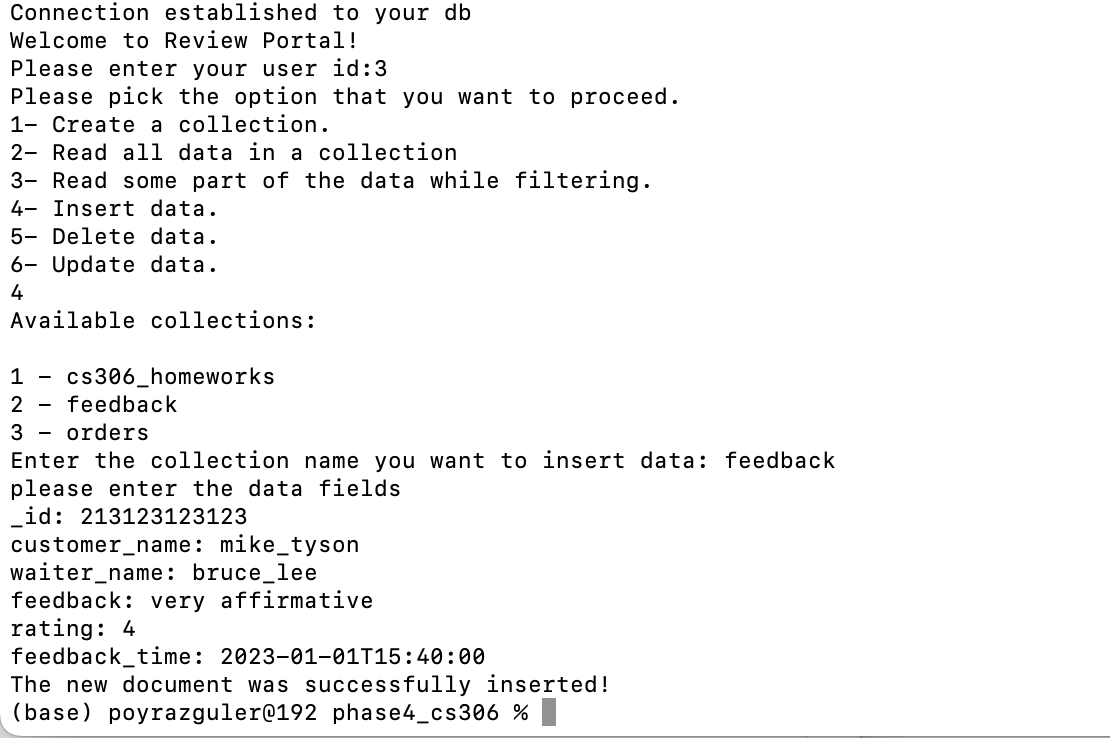 Connection established to your db
Welcome to Review Portal!
Please enter your user id:3
Please pick the option that you want to proceed.
1- Create a collection.
2- Read all data in a collection
3- Read some part of the data while filtering.
4- Insert data.
5- Delete data.
6- Update data.
4
Available collections:
1 - cs306_homeworks
2 - feedback
3 - orders
Enter the collection name you want to insert data: feedback
please enter the data fields
_id: 213123123123
customer_name: mike_tyson
waiter_name: bruce_lee
feedback: very affirmative
rating: 4
feedback_time: 2023-01-01T15:40:00
The new document was successfully inserted!
(base) poyrazguler@192 phase4_cs306 %